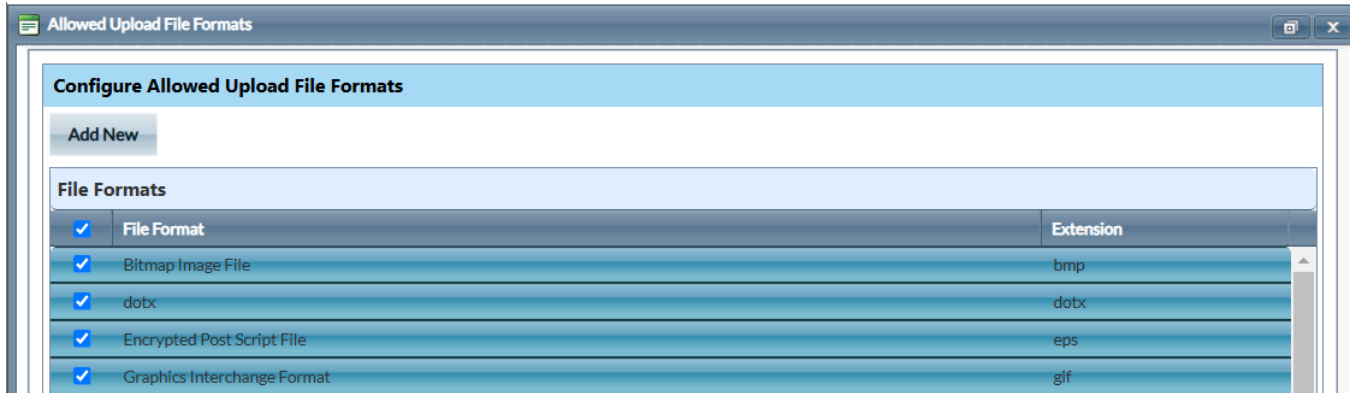 Allowed Upload File Formats
Configure Allowed Upload File Formats
Add New
File Formats
File Format Extension
Bitmap Image File bmp
dotx dotx
Encrypted Post Script File eps
Graphics Interchange Format gif